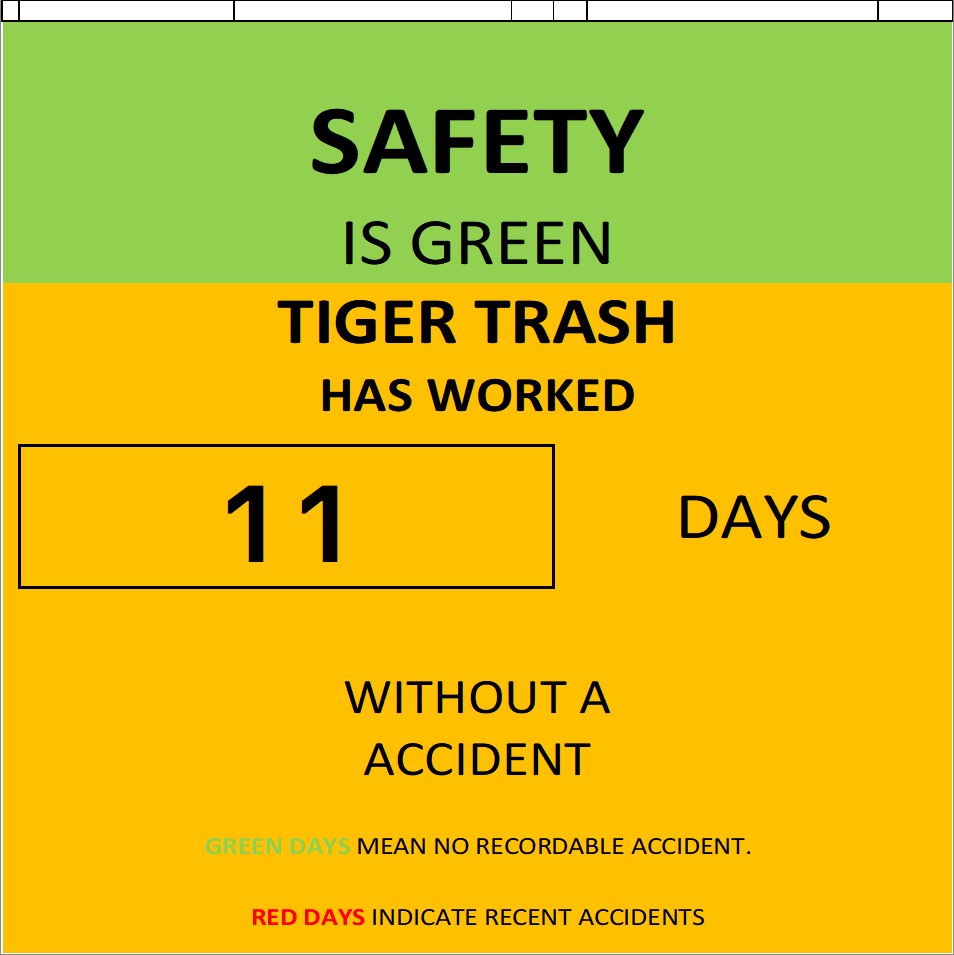 SAFETY
IS GREEN
TIGER TRASH
HAS WORKED
11 DAYS
WITHOUT A
ACCIDENT
GREEN DAYS MEAN NO RECORDABLE ACCIDENT.
RED DAYS INDICATE RECENT ACCIDENTS